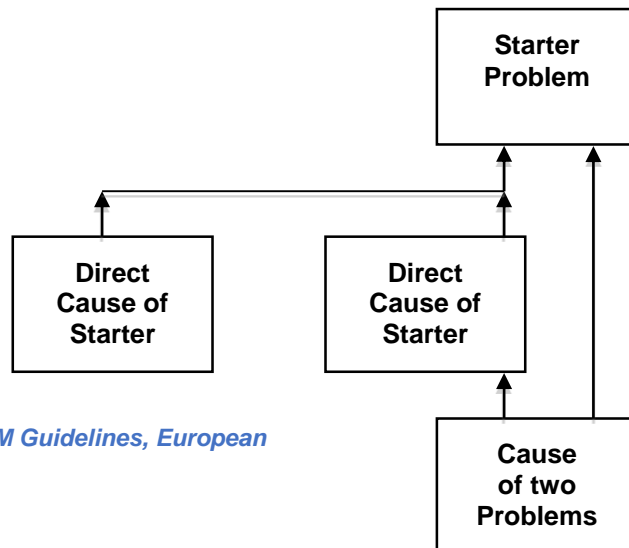 Starter
Problem
Direct
Cause of
Starter
Direct
Cause of
Starter
M Guidelines, European
Cause
of two
Problems